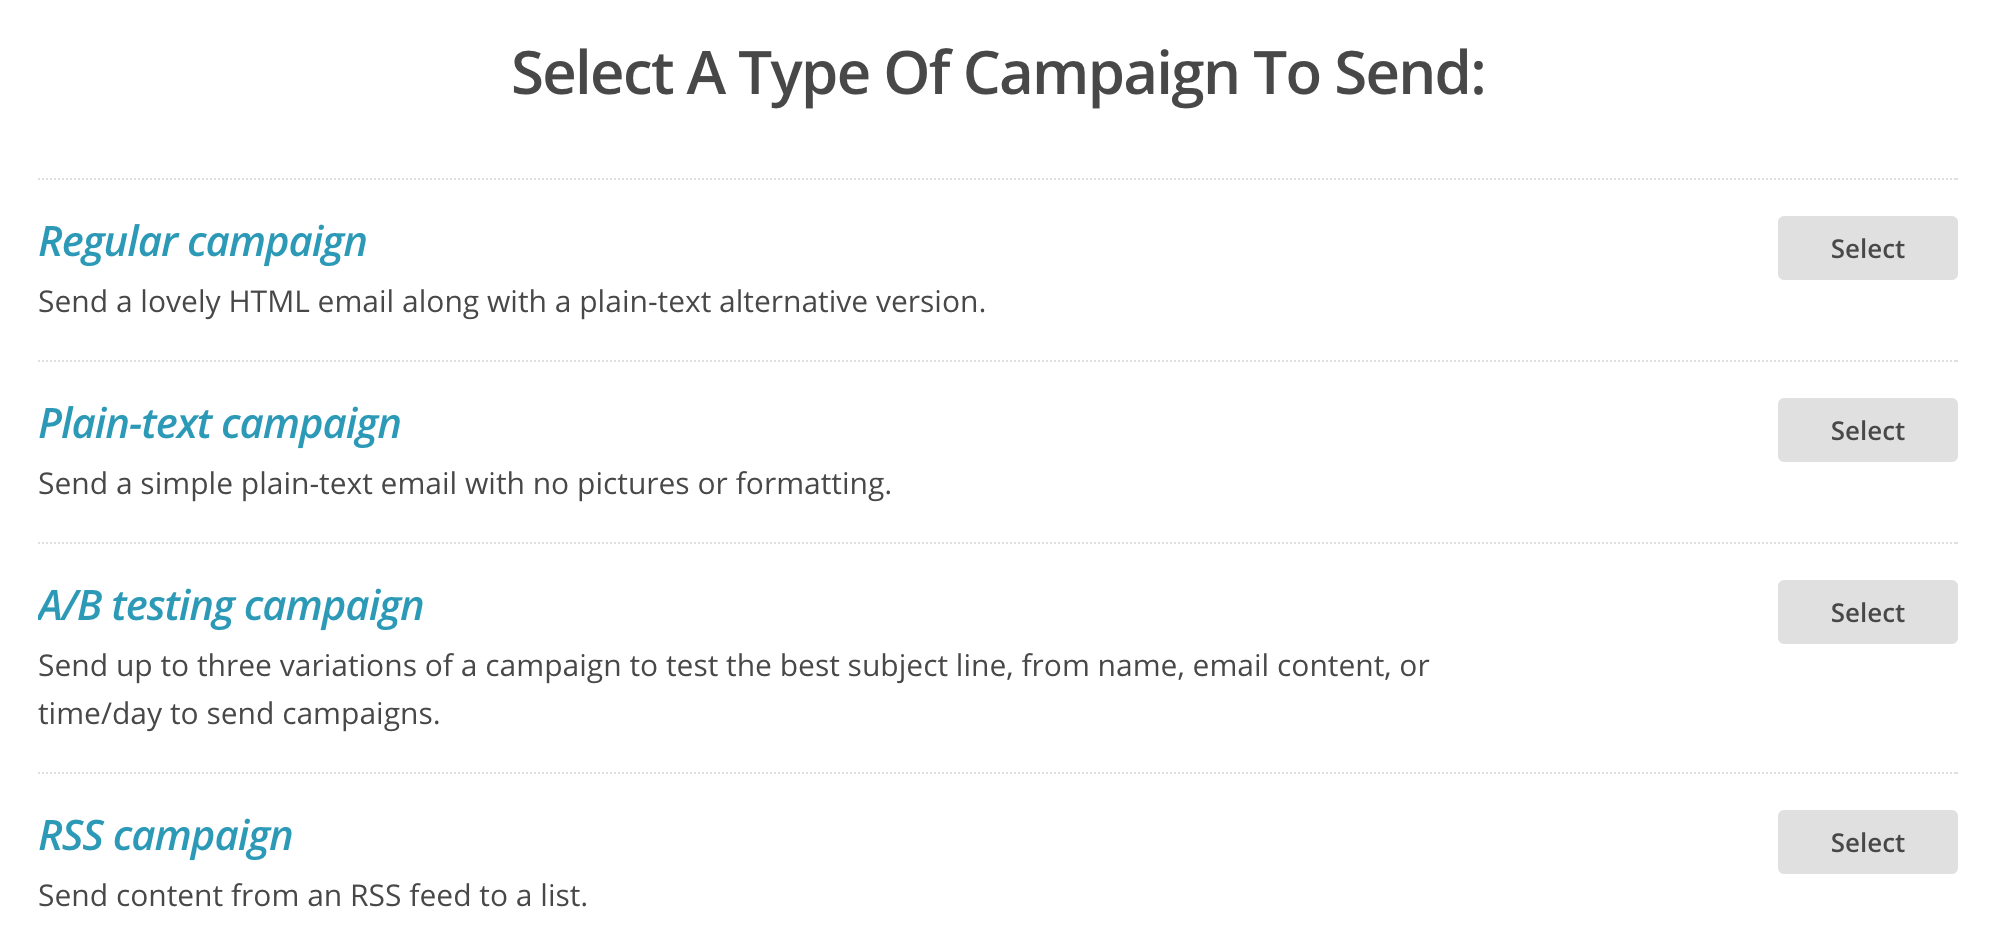 Select A Type Of Campaign To Send:
Regular campaign
Select
Send a lovely HTML email along with a plain-text alternative version.
Plain-text campaign
Select
Send a simple plain-text email with no pictures or formatting.
A/B testing campaign
Select
Send up to three variations of a campaign to test the best subject line, from name, email content, or
time/day to send campaigns.
RSS campaign
Select
Send content from an RSS feed to a list.